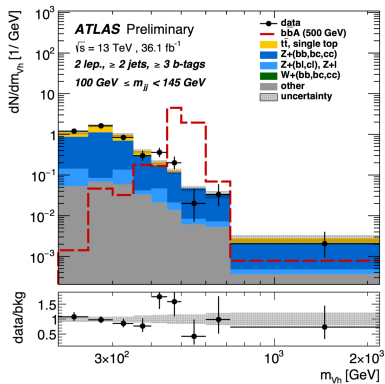 dN/dm_Vh [1/ GeV]
ATLAS Preliminary
√s = 13 TeV , 36.1 fb⁻¹
2 lep., ≥ 2 jets, ≥ 3 b-tags
100 GeV ≤ m_jj < 145 GeV
data
bbA (500 GeV)
tt̄, single top
Z+(bb,bc,cc)
Z+(bl,cl), Z+l
W+(bb,bc,cc)
other
uncertainty
10³
10²
10
1
10⁻¹
10⁻²
10⁻³
data/bkg
1.5
1
0.5
3×10² 10³ 2×10³
m_Vh [GeV]